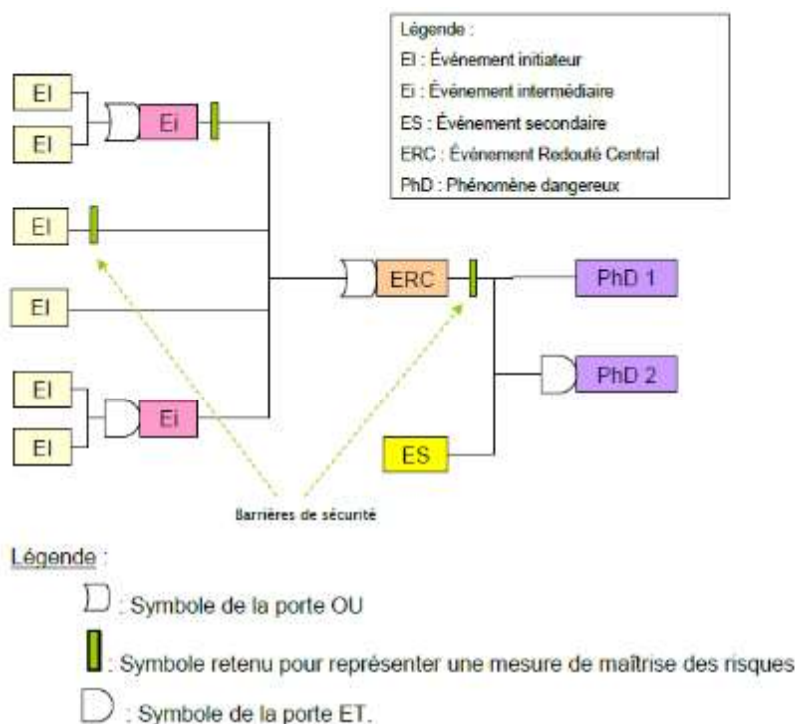 Légende :
EI : Événement initiateur
Ei : Événement intermédiaire
ES : Événement secondaire
ERC : Événement Redouté Central
PhD : Phénomène dangereux
EI
EI
Ei
EI
ERC
PhD 1
EI
PhD 2
EI
Ei
EI
ES
Barrières de sécurité
Légende :
: Symbole de la porte OU
: Symbole retenu pour représenter une mesure de maîtrise des risques
: Symbole de la porte ET.